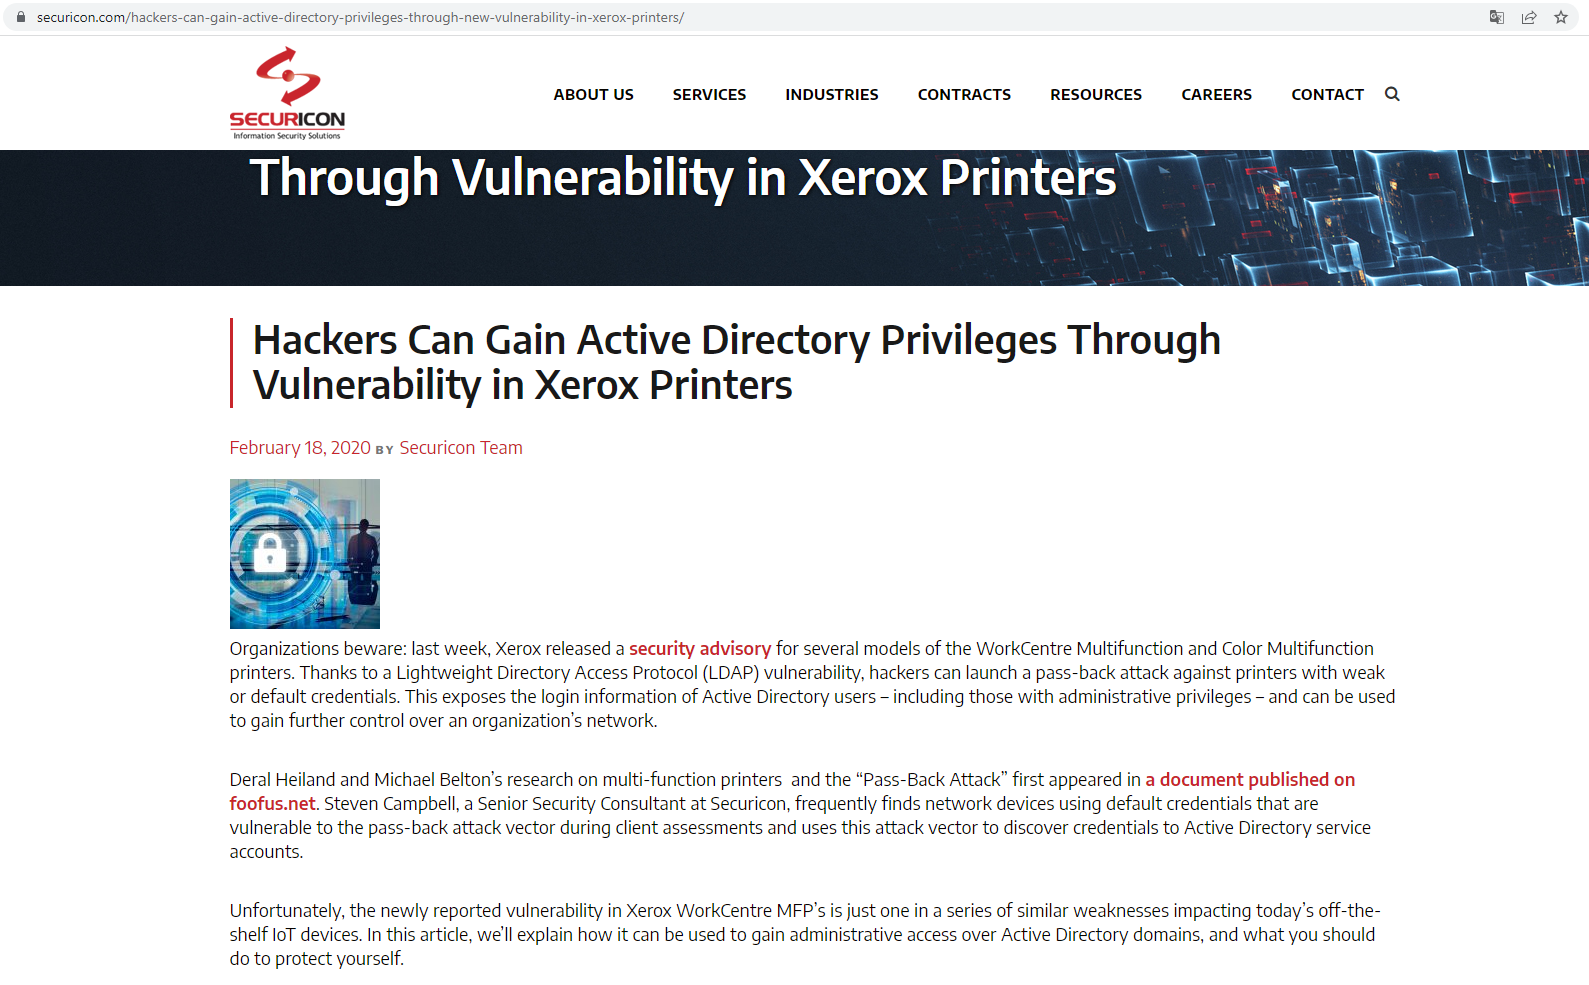 securicon.com/hackers-can-gain-active-directory-privileges-through-new-vulnerability-in-xerox-printers/
SECURICON
Information Security Solutions
ABOUT US SERVICES INDUSTRIES CONTRACTS RESOURCES CAREERS CONTACT
Through Vulnerability in Xerox Printers
Hackers Can Gain Active Directory Privileges Through
Vulnerability in Xerox Printers
February 18, 2020 BY Securicon Team
Organizations beware: last week, Xerox released a security advisory for several models of the WorkCentre Multifunction and Color Multifunction
printers. Thanks to a Lightweight Directory Access Protocol (LDAP) vulnerability, hackers can launch a pass-back attack against printers with weak
or default credentials. This exposes the login information of Active Directory users – including those with administrative privileges – and can be used
to gain further control over an organization’s network.
Deral Heiland and Michael Belton’s research on multi-function printers  and the “Pass-Back Attack” first appeared in a document published on
foofus.net. Steven Campbell, a Senior Security Consultant at Securicon, frequently finds network devices using default credentials that are
vulnerable to the pass-back attack vector during client assessments and uses this attack vector to discover credentials to Active Directory service
accounts.
Unfortunately, the newly reported vulnerability in Xerox WorkCentre MFP’s is just one in a series of similar weaknesses impacting today’s off-the-
shelf IoT devices. In this article, we’ll explain how it can be used to gain administrative access over Active Directory domains, and what you should
do to protect yourself.